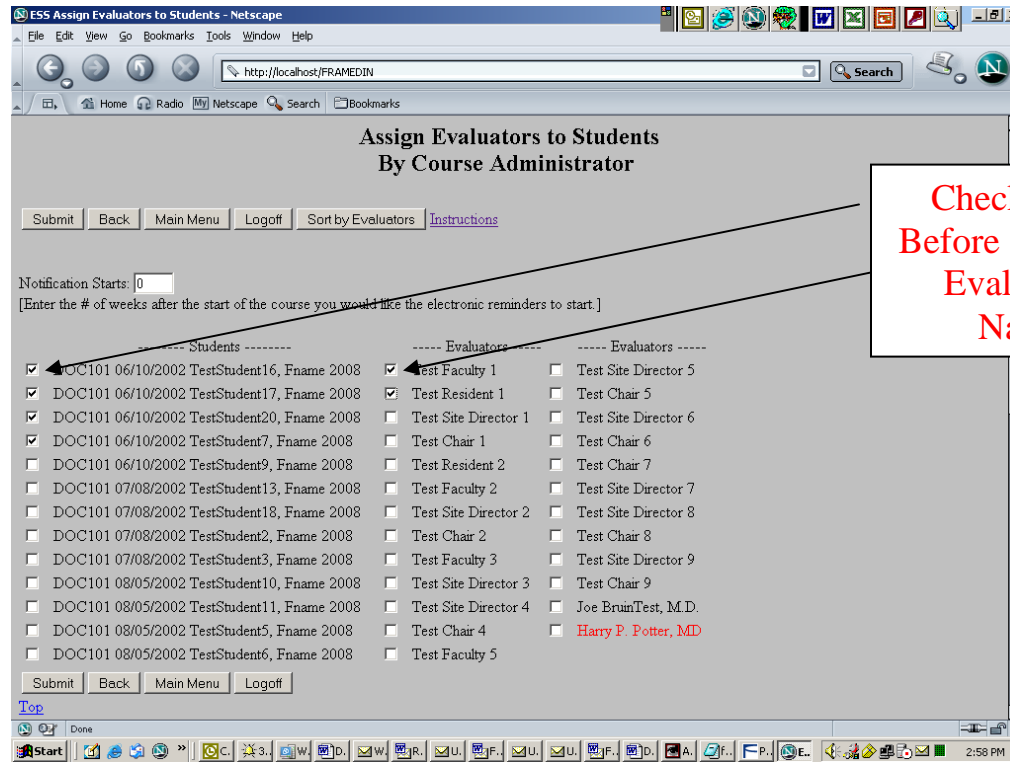 ESS Assign Evaluators to Students - Netscape
File Edit View Go Bookmarks Tools Window Help
http://localhost/FRAMEDIN
Search
Home Radio My Netscape Search Bookmarks
Assign Evaluators to Students
By Course Administrator
Submit Back Main Menu Logoff Sort by Evaluators Instructions
Before
Notification Starts: 0
[Enter the # of weeks after the start of the course you would like the electronic reminders to start.]
-------- Students -------- ----- Evaluators ----- ----- Evaluators -----
DOC101 06/10/2002 TestStudent16, Fname 2008 Test Faculty 1 Test Site Director 5
DOC101 06/10/2002 TestStudent17, Fname 2008 Test Resident 1 Test Chair 5
DOC101 06/10/2002 TestStudent20, Fname 2008 Test Site Director 1 Test Site Director 6
DOC101 06/10/2002 TestStudent7, Fname 2008 Test Chair 1 Test Chair 6
DOC101 06/10/2002 TestStudent9, Fname 2008 Test Resident 2 Test Chair 7
DOC101 07/08/2002 TestStudent13, Fname 2008 Test Faculty 2 Test Site Director 7
DOC101 07/08/2002 TestStudent18, Fname 2008 Test Site Director 2 Test Site Director 8
DOC101 07/08/2002 TestStudent2, Fname 2008 Test Chair 2 Test Chair 8
DOC101 07/08/2002 TestStudent3, Fname 2008 Test Faculty 3 Test Site Director 9
DOC101 08/05/2002 TestStudent10, Fname 2008 Test Site Director 3 Test Chair 9
DOC101 08/05/2002 TestStudent11, Fname 2008 Test Site Director 4 Joe BruinTest, M.D.
DOC101 08/05/2002 TestStudent5, Fname 2008 Test Chair 4 Harry P. Potter, MD
DOC101 08/05/2002 TestStudent6, Fname 2008 Test Faculty 5
Submit Back Main Menu Logoff
Top
Done
Start C. 3.. W. D. W. R. U. F.. U. U. F.. D. A. f.. P.. E.. 2:58 PM